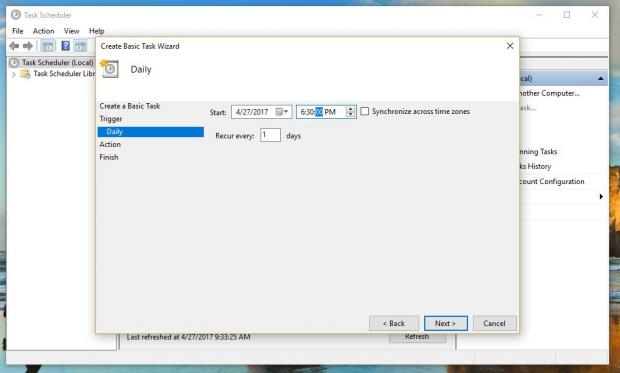 Task Scheduler
File Action View Help
Create Basic Task Wizard
Daily
Task Scheduler (Local)
Task Scheduler Libr
Create a Basic Task
Trigger
Daily
Action
Finish
Start: 4/27/2017 6:30:00 PM Synchronize across time zones
Recur every: 1 days
< Back Next > Cancel
cal)
nother Computer...
ask...
nning Tasks
ks History
count Configuration
Last refreshed at 4/27/2017 9:33:25 AM Refresh